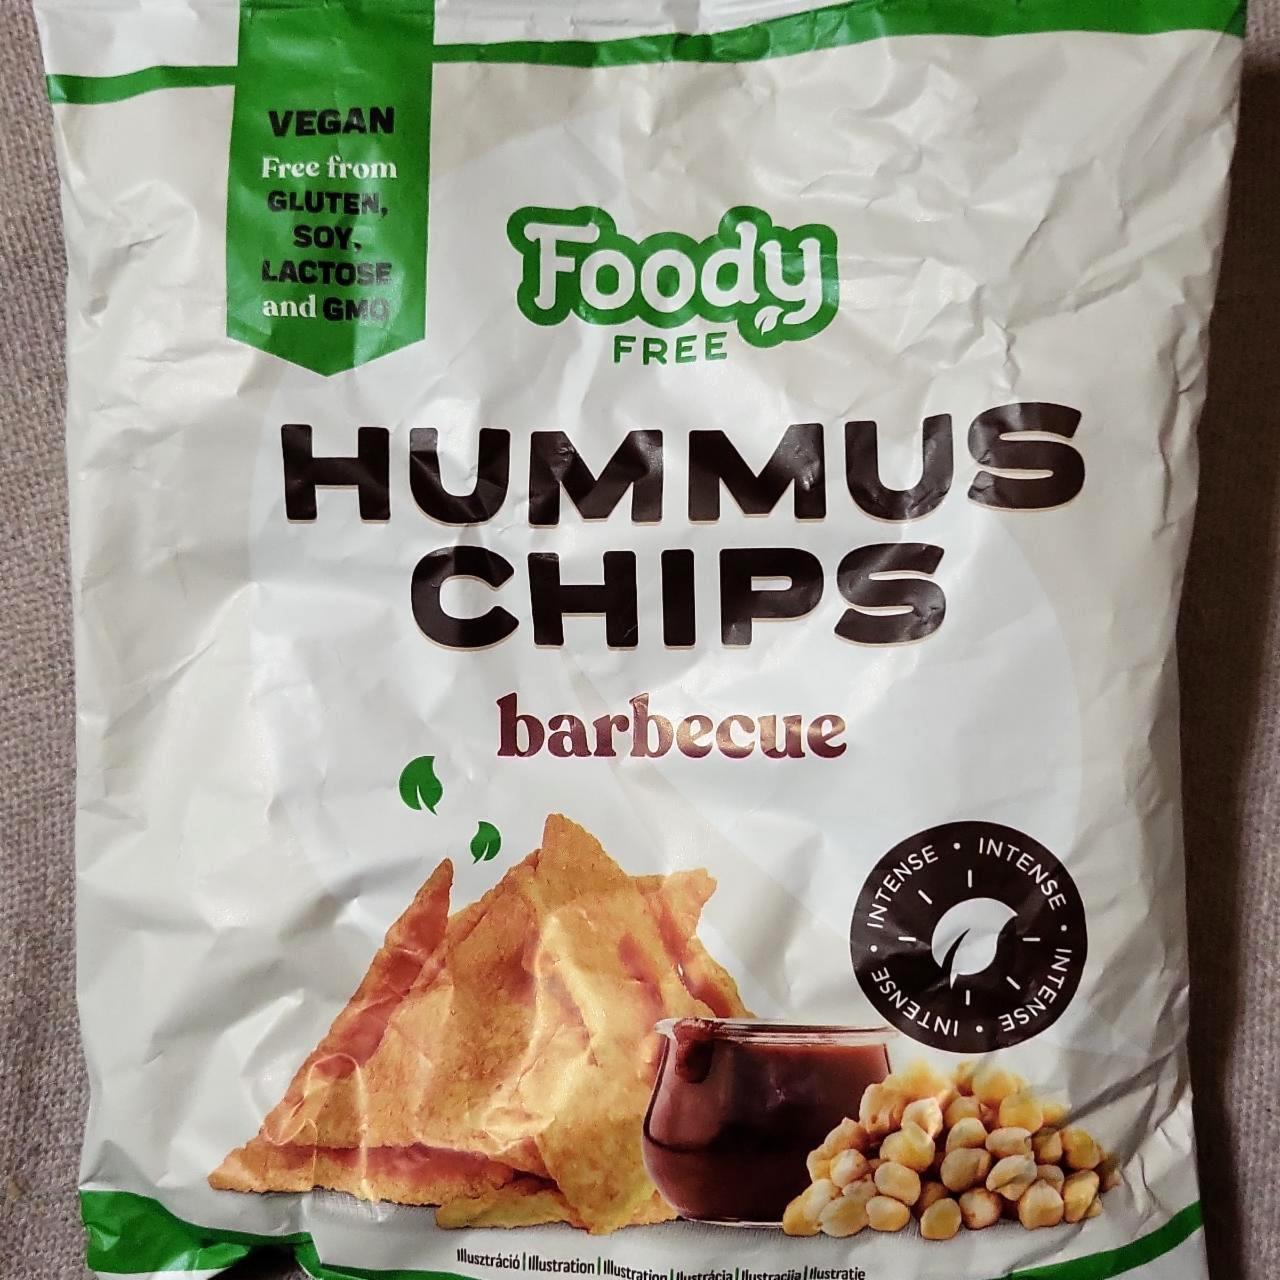 VEGAN
Free from
GLUTEN,
SOY,
LACTOSE
and GMO
Foody
FREE
HUMMUS
CHIPS
barbecue
INTENSE • INTENSE • INTENSE • INTENSE • INTENSE •
Illusztráció | Illustration | Illustration | Ilustrácia | Ilustracija | Ilustratie